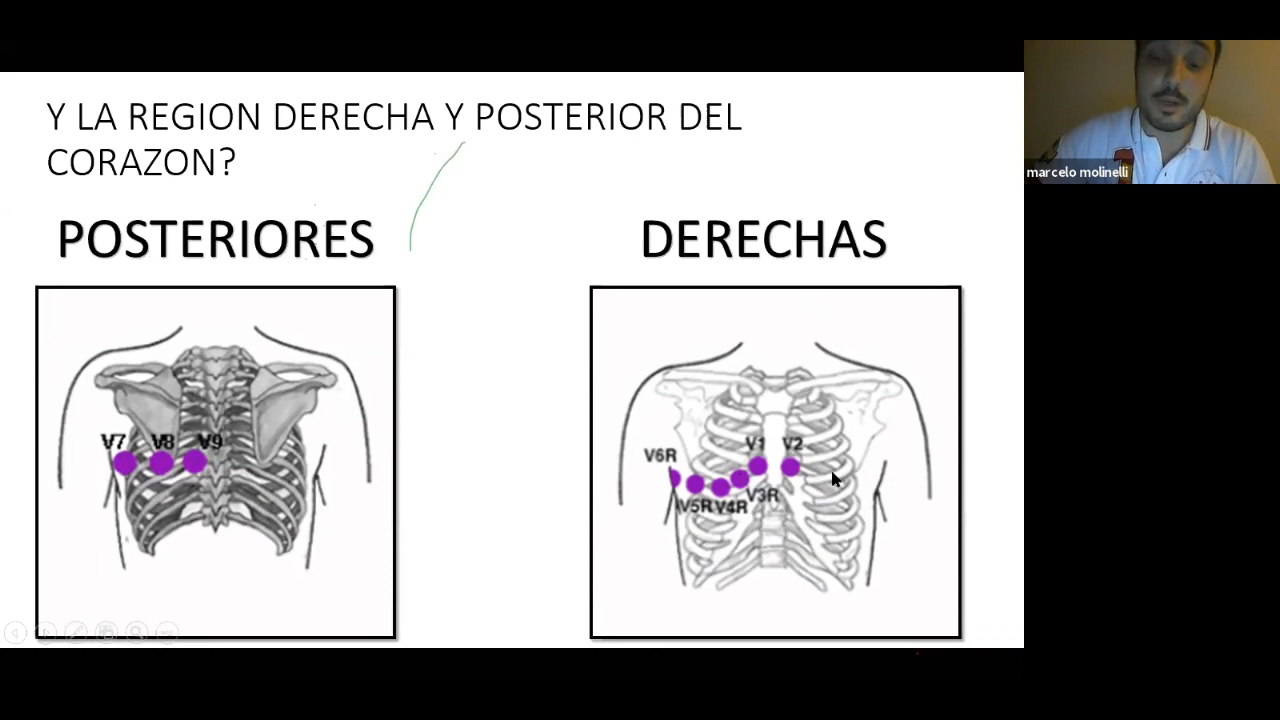 Y LA REGION DERECHA Y POSTERIOR DEL
CORAZON?
POSTERIORES
DERECHAS
V7 V8 V9
V6R V1 V2
V5R V4R V3R
marcelo molinelli